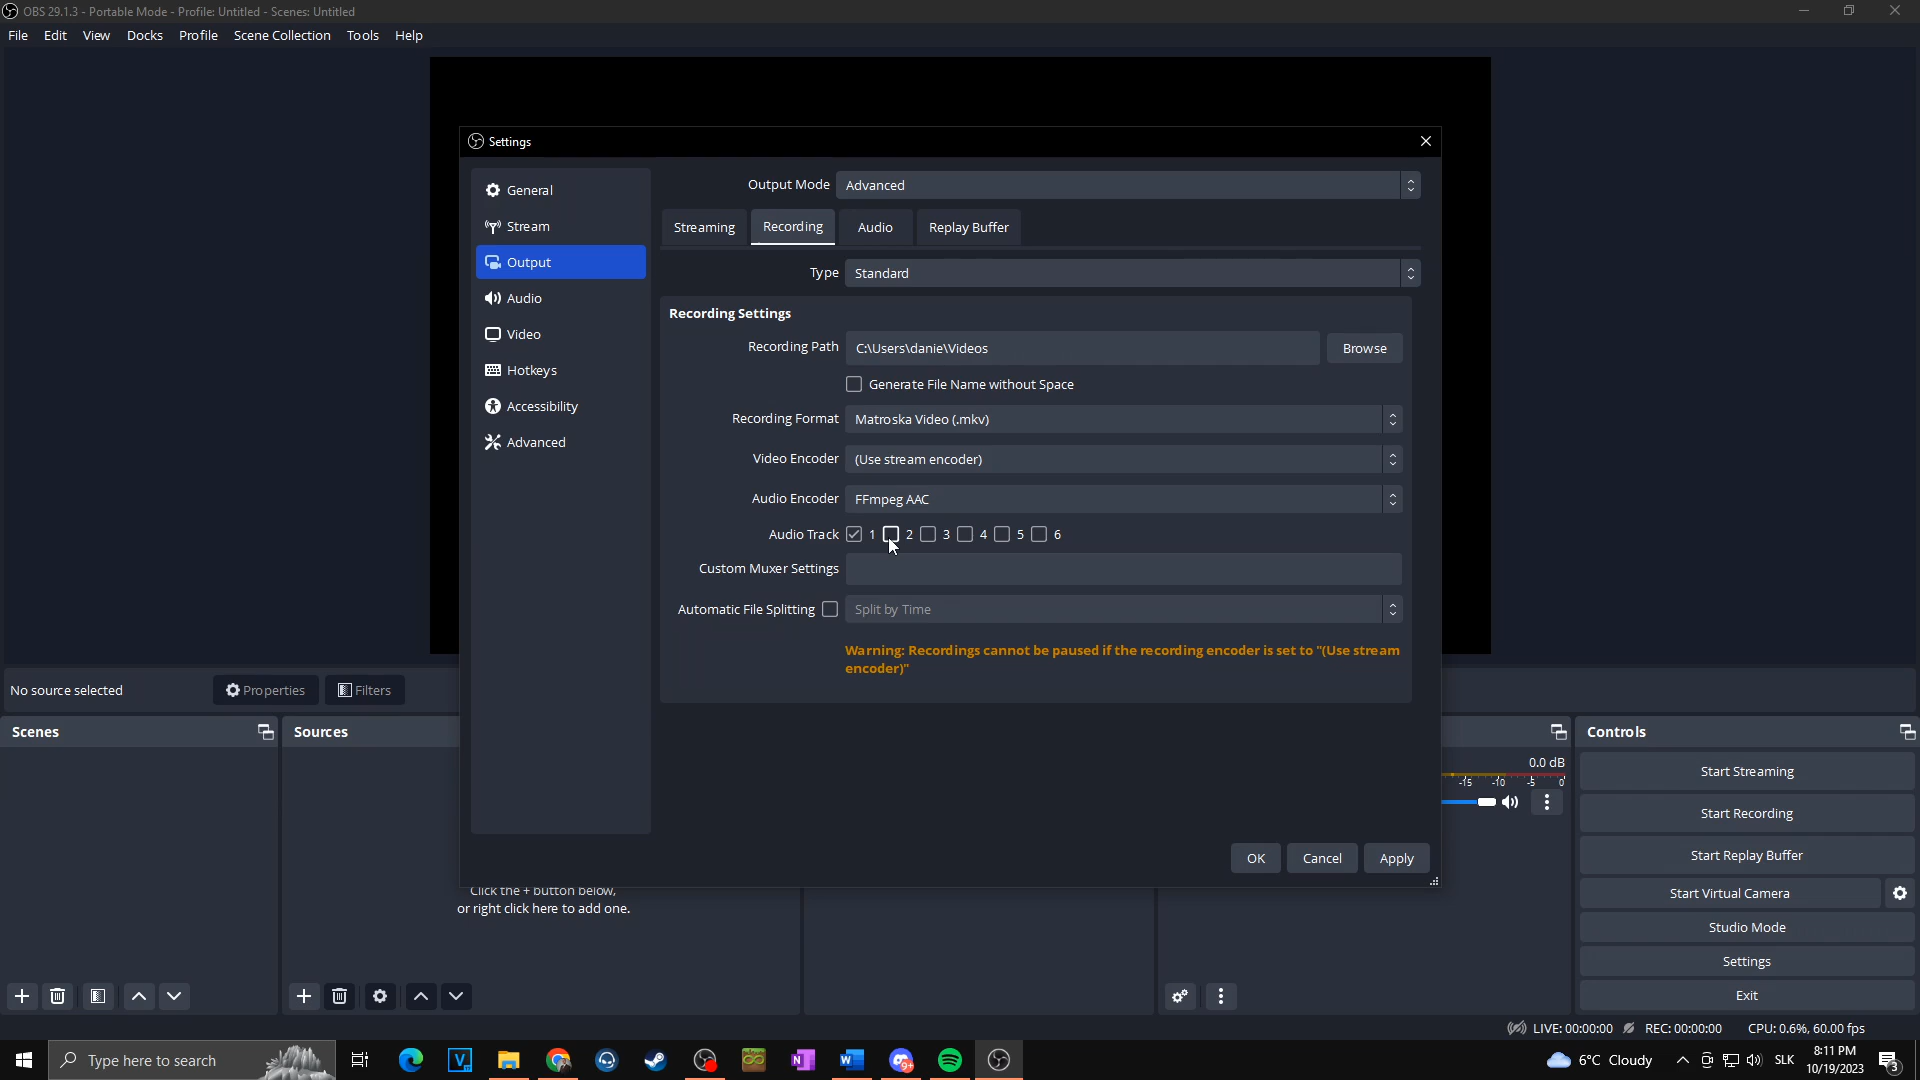 OBS 29.1.3 - Portable Mode - Profile: Untitled - Scenes: Untitled
File Edit View Docks Profile Scene Collection Tools Help
Settings
General
Stream
Output
Audio
Video
Hotkeys
Accessibility
Advanced
Output Mode Advanced
Streaming Recording Audio Replay Buffer
Type Standard
Recording Settings
Recording Path C:\Users\danie\Videos Browse
Generate File Name without Space
Recording Format Matroska Video (.mkv)
Video Encoder (Use stream encoder)
Audio Encoder FFmpeg AAC
Audio Track 1 2 3 4 5 6
Custom Muxer Settings
Automatic File Splitting Split by Time
Warning: Recordings cannot be paused if the recording encoder is set to "(Use stream
encoder)"
OK Cancel Apply
No source selected Properties Filters
Scenes
Sources
Click the + button below,
or right click here to add one.
0.0 dB
-15 -10 -5 0
Controls
Start Streaming
Start Recording
Start Replay Buffer
Start Virtual Camera
Studio Mode
Settings
Exit
LIVE: 00:00:00 REC: 00:00:00 CPU: 0.6%, 60.00 fps
Type here to search
6°C Cloudy SLK
8:11 PM
10/19/2023
3
9+